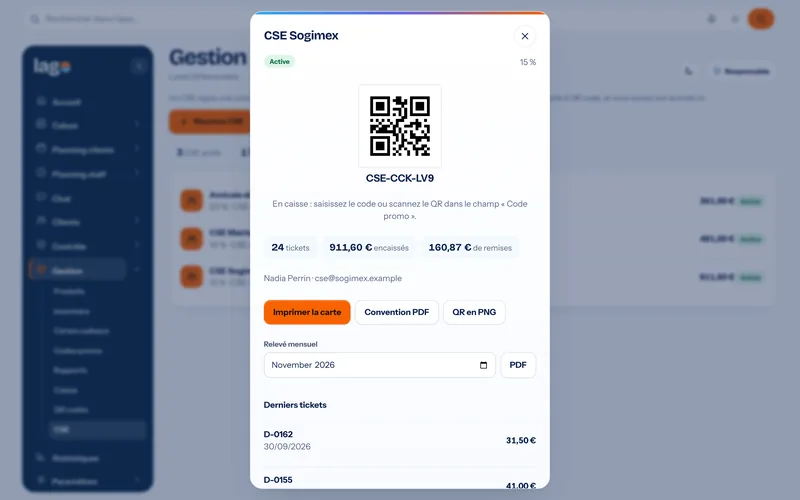 CSE Sogimex
Active
15 %
CSE-CCK-LV9
En caisse : saisissez le code ou scannez le QR dans le champ « Code
promo ».
24 tickets
911,60 € encaissés
160,87 € de remises
Nadia Perrin · cse@sogimex.example
Imprimer la carte
Convention PDF
QR en PNG
Relevé mensuel
November 2026
PDF
Derniers tickets
D-0162
30/09/2026
31,50 €
D-0155
41,00 €
lago
Accueil
Caisse
Planning clients
Planning staff
Chat
Clients
Contrôle
Gestion
Produits
Inventaire
Cartes cadeaux
Codes promo
Rapports
Casiers
QR codes
CSE
Statistiques
Paramètres
Gestion
Responsable